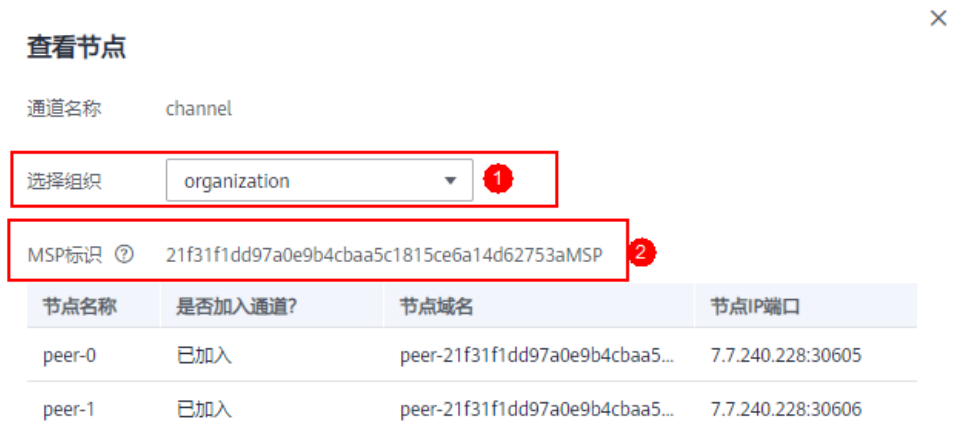 ×
查看节点
通道名称 channel
选择组织 organization 1
MSP标识 ? 21f31f1dd97a0e9b4cbaa5c1815ce6a14d62753aMSP 2
节点名称 是否加入通道? 节点域名 节点IP端口
peer-0 已加入 peer-21f31f1dd97a0e9b4cbaa5... 7.7.240.228:30605
peer-1 已加入 peer-21f31f1dd97a0e9b4cbaa5... 7.7.240.228:30606